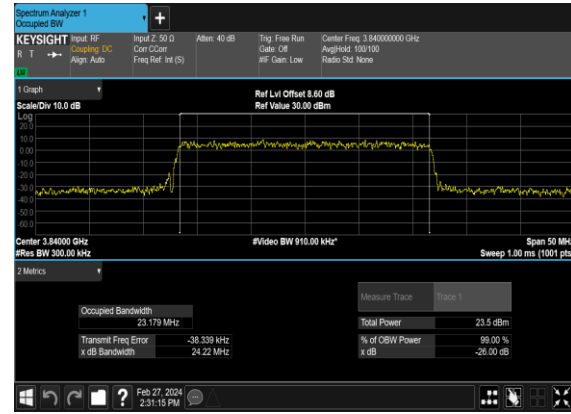 Spectrum Analyzer 1
Occupied BW
+
KEYSIGHT Input: RF Input Z: 50 Ω Atten: 40 dB Trig: Free Run Center Freq: 3.840000000 GHz
R T Coupling: DC Corr CCorr Gate: Off Avg|Hold: 100/100
Align: Auto Freq Ref: Int (S) #IF Gain: Low Radio Std: None
LW
1 Graph
Scale/Div 10.0 dB
Ref Lvl Offset 8.60 dB
Ref Value 30.00 dBm
Log
20.0
10.0
0.00
-10.0
-20.0
-30.0
-40.0
-50.0
-60.0
Center 3.84000 GHz #Video BW 910.00 kHz* Span 50 MHz
#Res BW 300.00 kHz Sweep 1.00 ms (1001 pts
2 Metrics
Measure Trace Trace 1
Occupied Bandwidth
23.179 MHz
Total Power 23.5 dBm
Transmit Freq Error -38.339 kHz % of OBW Power 99.00 %
x dB Bandwidth 24.22 MHz x dB -26.00 dB
?
Feb 27, 2024
2:31:15 PM